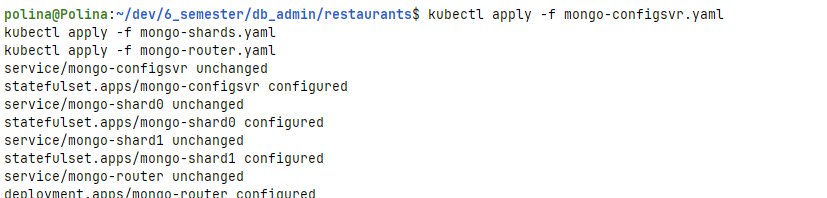 polina@Polina:~/dev/6_semester/db_admin/restaurants$ kubectl apply -f mongo-configsvr.yaml
kubectl apply -f mongo-shards.yaml
kubectl apply -f mongo-router.yaml
service/mongo-configsvr unchanged
statefulset.apps/mongo-configsvr configured
service/mongo-shard0 unchanged
statefulset.apps/mongo-shard0 configured
service/mongo-shard1 unchanged
statefulset.apps/mongo-shard1 configured
service/mongo-router unchanged
deployment.apps/mongo-router configured